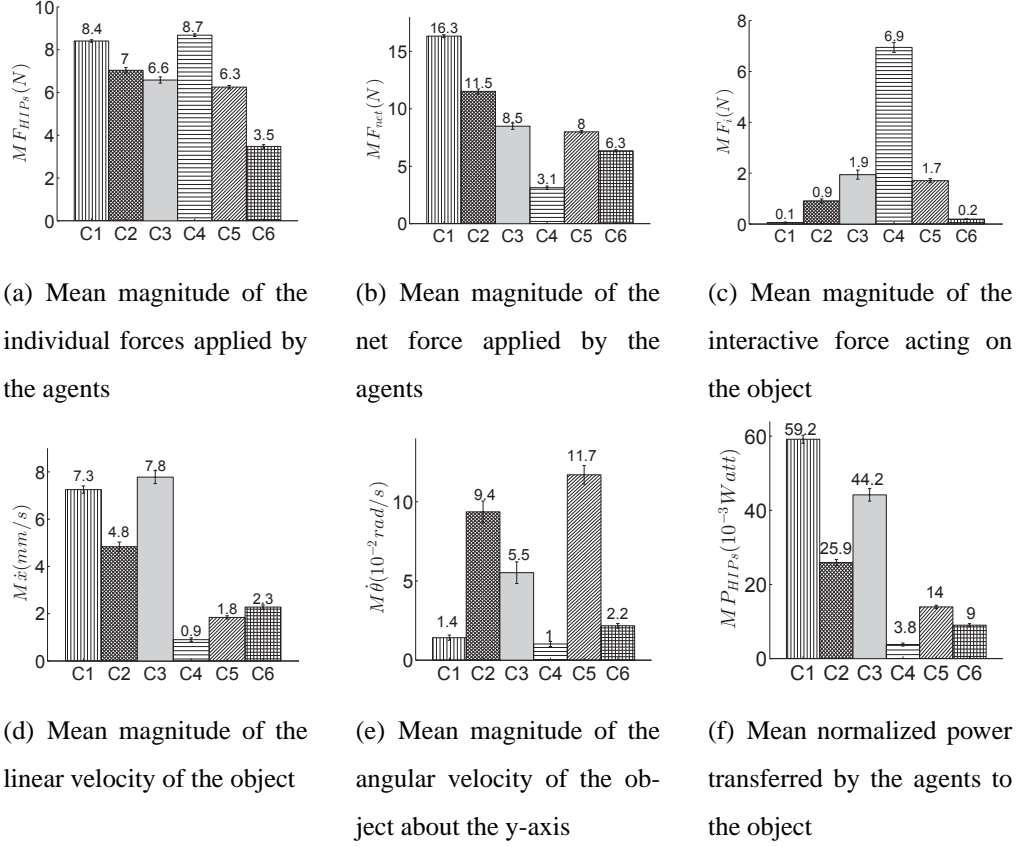 8.4
8.7
7
6.6
6.3
3.5
10
8
6
4
2
0
MF_{HIPs}(N)
C1 C2 C3 C4 C5 C6
16.3
11.5
8.5
3.1
8
6.3
15
10
5
0
MF_{net}(N)
C1 C2 C3 C4 C5 C6
0.1
0.9
1.9
6.9
1.7
0.2
8
6
4
2
0
MF_i(N)
C1 C2 C3 C4 C5 C6
(a) Mean magnitude of the
individual forces applied by
the agents
(b) Mean magnitude of the
net force applied by the
agents
(c) Mean magnitude of the
interactive force acting on
the object
7.3
4.8
7.8
0.9
1.8
2.3
8
6
4
2
0
Mẋ(mm/s)
C1 C2 C3 C4 C5 C6
1.4
9.4
5.5
1
11.7
2.2
10
5
0
Mθ̇(10^{-2}rad/s)
C1 C2 C3 C4 C5 C6
59.2
25.9
44.2
3.8
14
9
60
40
20
0
MP_{HIPs}(10^{-3}Watt)
C1 C2 C3 C4 C5 C6
(d) Mean magnitude of the
linear velocity of the object
(e) Mean magnitude of the
angular velocity of the ob-
ject about the y-axis
(f) Mean normalized power
transferred by the agents to
the object